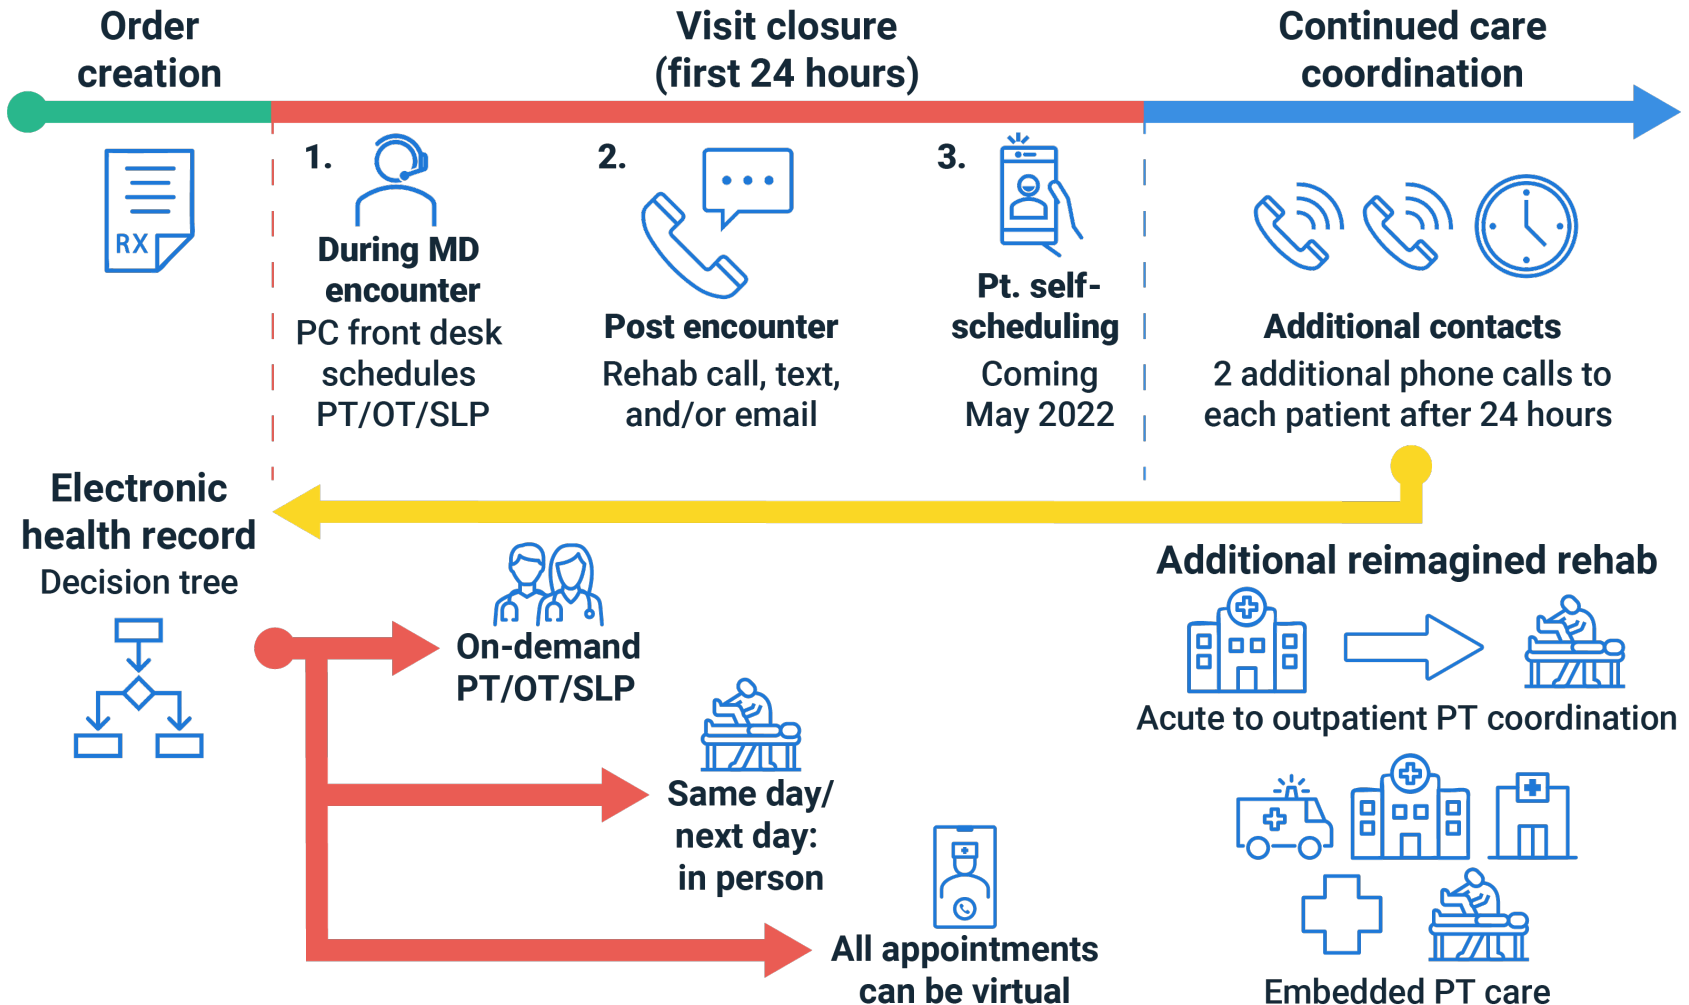 Order
creation
Visit closure
(first 24 hours)
Continued care
coordination
RX
1.
During MD
encounter
PC front desk
schedules
PT/OT/SLP
2.
Post encounter
Rehab call, text,
and/or email
3.
Pt. self-
scheduling
Coming
May 2022
Additional contacts
2 additional phone calls to
each patient after 24 hours
Electronic
health record
Decision tree
On-demand
PT/OT/SLP
Same day/
next day:
in person
All appointments
can be virtual
Additional reimagined rehab
Acute to outpatient PT coordination
Embedded PT care